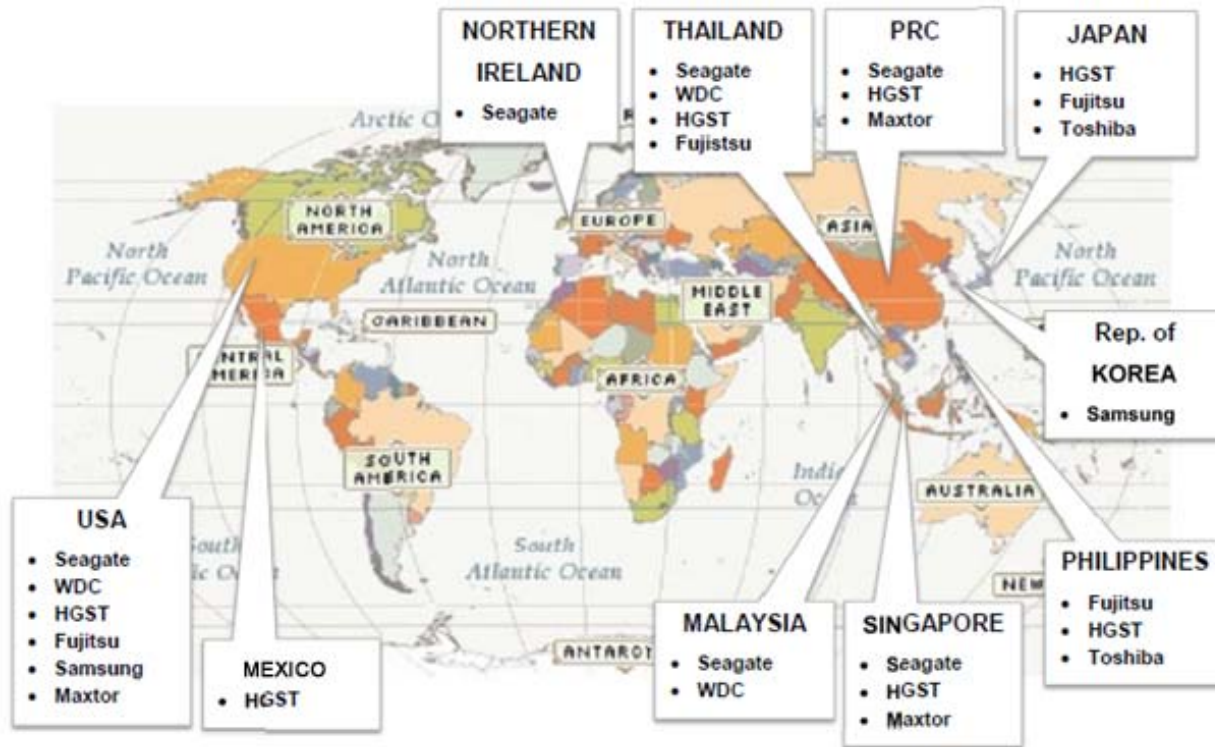 NORTHERN
IRELAND
• Seagate
THAILAND
• Seagate
• WDC
• HGST
• Fujistsu
PRC
• Seagate
• HGST
• Maxtor
JAPAN
• HGST
• Fujitsu
• Toshiba
NORTH
AMERICA
EUROPE
ASIA
North
Pacific Ocean
North
Atlantic Ocean
MIDDLE
EAST
North
Pacific Ocean
CARIBBEAN
AFRICA
Rep. of
KOREA
• Samsung
SOUTH
AMERICA
AUSTRALIA
USA
• Seagate
• WDC
• HGST
• Fujitsu
• Samsung
• Maxtor
South
Atlantic Ocean
MEXICO
• HGST
MALAYSIA
• Seagate
• WDC
SINGAPORE
• Seagate
• HGST
• Maxtor
PHILIPPINES
• Fujitsu
• HGST
• Toshiba